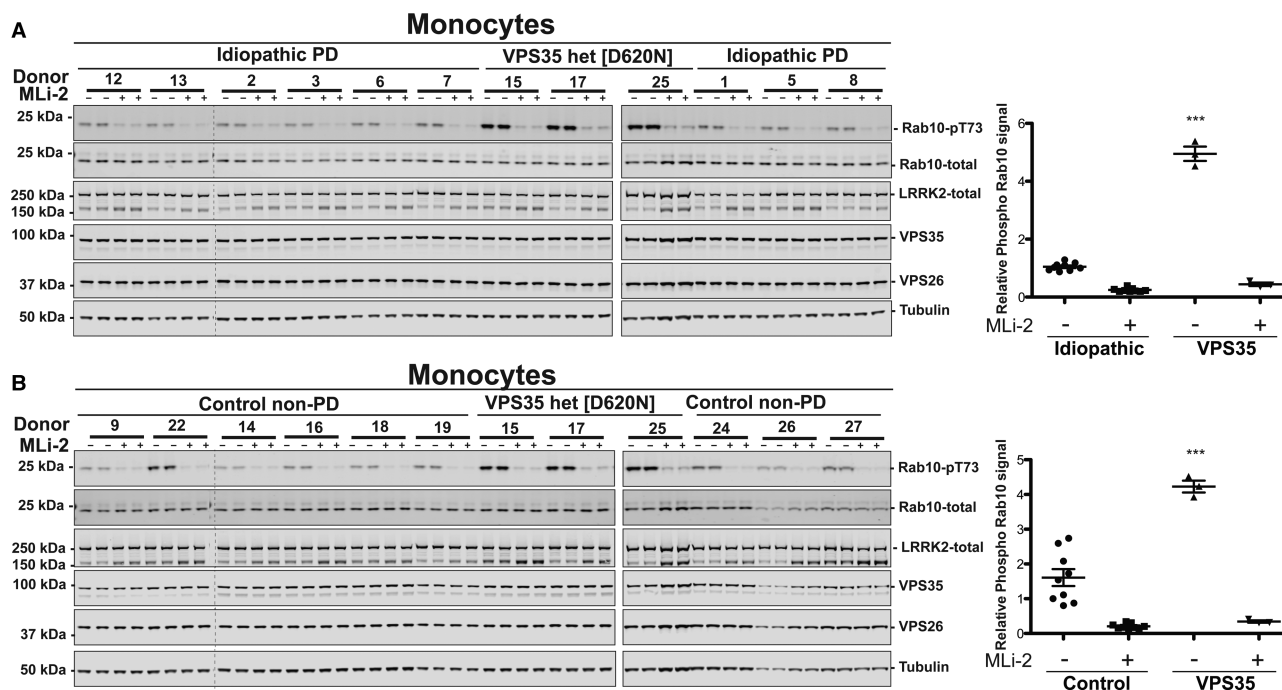 A
Monocytes
Idiopathic PD VPS35 het [D620N] Idiopathic PD
Donor 12 13 2 3 6 7 15 17 25 1 5 8
MLi-2 – – + + – – + + – – + + – – + + – – + + – – + + – – + + – – + + – – + + – – + + – – + + – – + +
25 kDa Rab10-pT73
25 kDa Rab10-total
250 kDa LRRK2-total
150 kDa
100 kDa VPS35
37 kDa VPS26
50 kDa Tubulin
Relative Phospho Rab10 signal
6
4
2
0
***
MLi-2 - + - +
Idiopathic VPS35
B
Monocytes
Control non-PD VPS35 het [D620N] Control non-PD
Donor 9 22 14 16 18 19 15 17 25 24 26 27
MLi-2 – – + + – – + + – – + + – – + + – – + + – – + + – – + + – – + + – – + + – – + + – – + + – – + +
25 kDa Rab10-pT73
25 kDa Rab10-total
250 kDa LRRK2-total
150 kDa
100 kDa VPS35
37 kDa VPS26
50 kDa Tubulin
Relative Phospho Rab10 signal
5
4
3
2
1
0
***
MLi-2 - + - +
Control VPS35